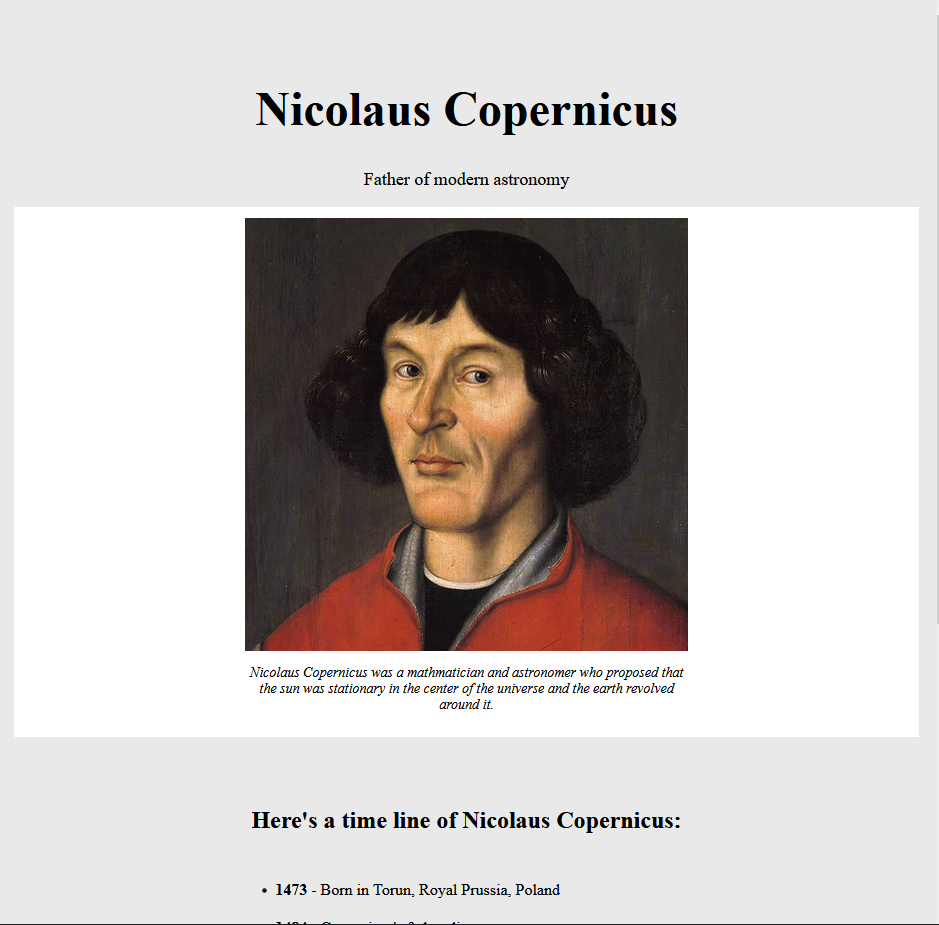 Nicolaus Copernicus
Father of modern astronomy
Nicolaus Copernicus was a mathmatician and astronomer who proposed that
the sun was stationary in the center of the universe and the earth revolved
around it.
Here's a time line of Nicolaus Copernicus:
• 1473 - Born in Torun, Royal Prussia, Poland